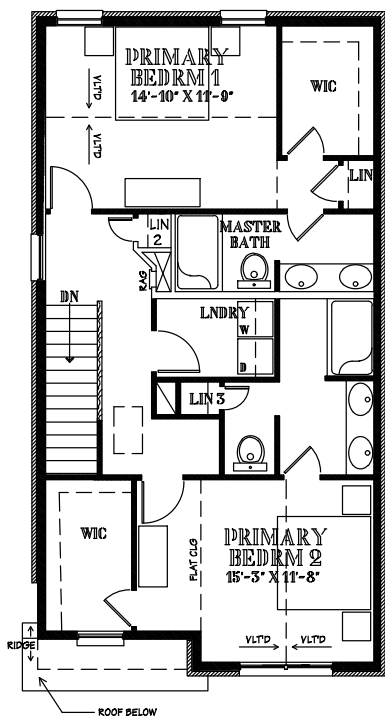 PRIMARY
BEDRM 1
14'-10" X 11'-9"
VLT'D
VLT'D
WIC
LIN
LIN
2
MASTER
BATH
RAG
DN
LNDRY
W
D
LIN 3
WIC
FLAT CLG
PRIMARY
BEDRM 2
15'-3" X 11'-8"
VLT'D
VLT'D
RIDGE
ROOF BELOW